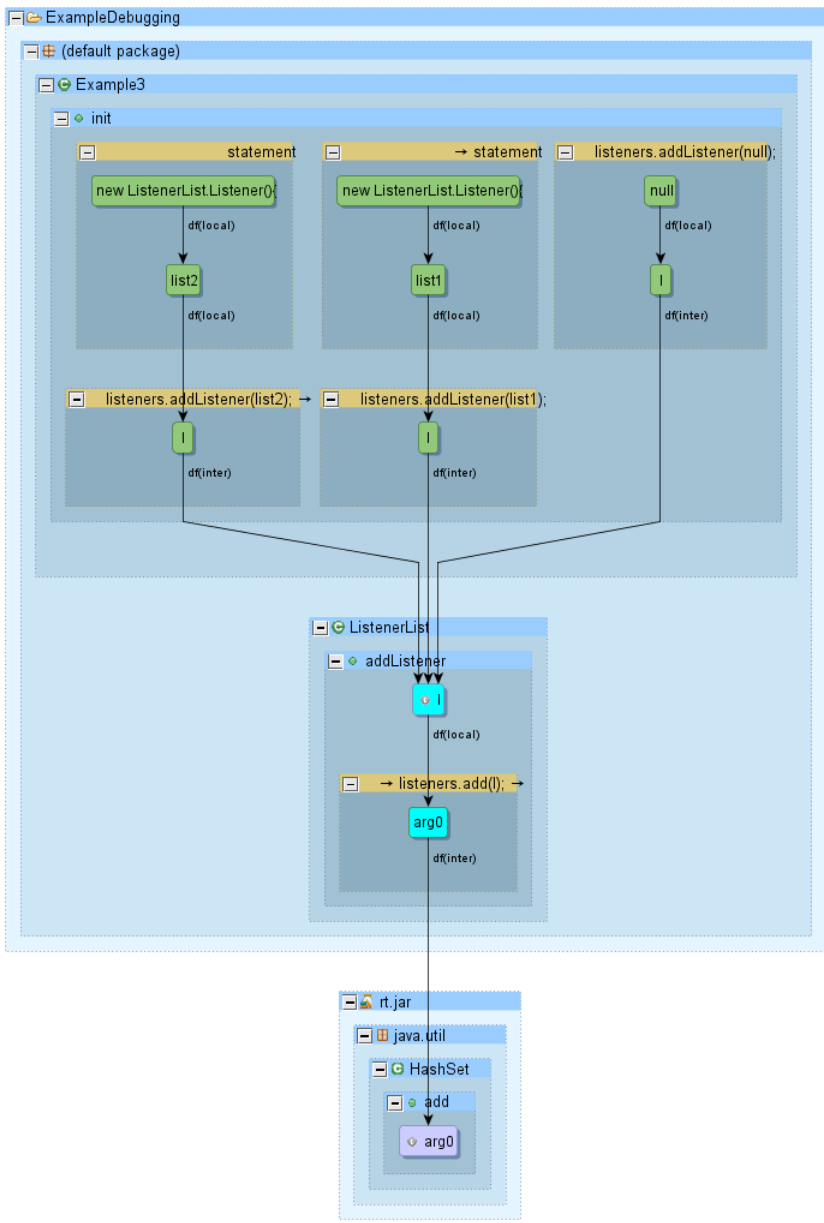 ExampleDebugging
(default package)
Example3
init
statement → statement listeners.addListener(null);
new ListenerList.Listener(){ new ListenerList.Listener(){ null
df(local) df(local) df(local)
list2 list1 l
df(local) df(local) df(inter)
listeners.addListener(list2); → listeners.addListener(list1);
l l
df(inter) df(inter)
ListenerList
addListener
l
df(local)
→ listeners.add(l); →
arg0
df(inter)
rt.jar
java.util
HashSet
add
arg0